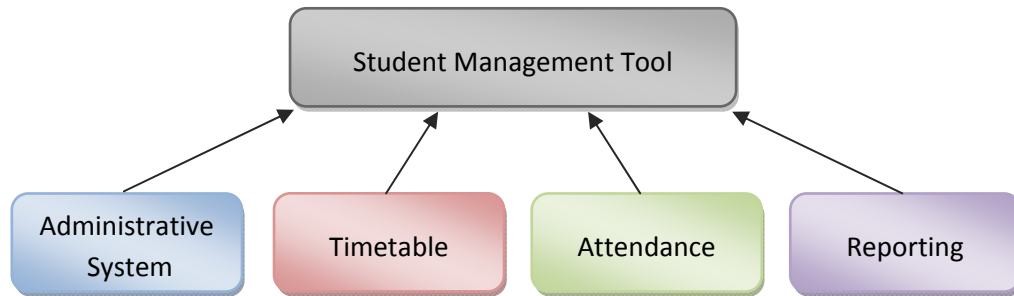 Student Management Tool
Administrative
System
Timetable
Attendance
Reporting